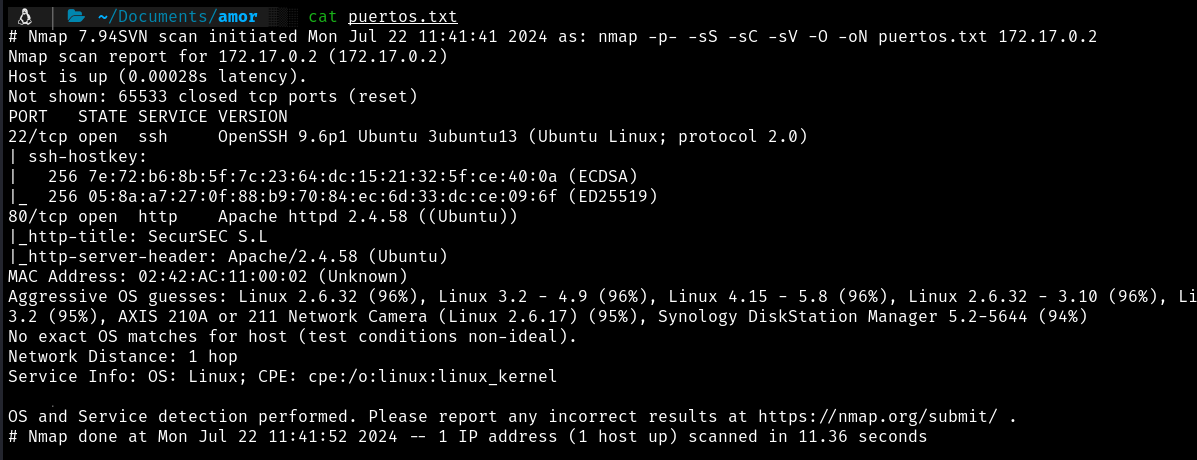 ~/Documents/amor cat puertos.txt
# Nmap 7.94SVN scan initiated Mon Jul 22 11:41:41 2024 as: nmap -p- -sS -sC -sV -O -oN puertos.txt 172.17.0.2
Nmap scan report for 172.17.0.2 (172.17.0.2)
Host is up (0.00028s latency).
Not shown: 65533 closed tcp ports (reset)
PORT   STATE SERVICE VERSION
22/tcp open  ssh     OpenSSH 9.6p1 Ubuntu 3ubuntu13 (Ubuntu Linux; protocol 2.0)
| ssh-hostkey:
|   256 7e:72:b6:8b:5f:7c:23:64:dc:15:21:32:5f:ce:40:0a (ECDSA)
|_  256 05:8a:a7:27:0f:88:b9:70:84:ec:6d:33:dc:ce:09:6f (ED25519)
80/tcp open  http    Apache httpd 2.4.58 ((Ubuntu))
|_http-title: SecurSEC S.L
|_http-server-header: Apache/2.4.58 (Ubuntu)
MAC Address: 02:42:AC:11:00:02 (Unknown)
Aggressive OS guesses: Linux 2.6.32 (96%), Linux 3.2 - 4.9 (96%), Linux 4.15 - 5.8 (96%), Linux 2.6.32 - 3.10 (96%), Li
3.2 (95%), AXIS 210A or 211 Network Camera (Linux 2.6.17) (95%), Synology DiskStation Manager 5.2-5644 (94%)
No exact OS matches for host (test conditions non-ideal).
Network Distance: 1 hop
Service Info: OS: Linux; CPE: cpe:/o:linux:linux_kernel
OS and Service detection performed. Please report any incorrect results at https://nmap.org/submit/ .
# Nmap done at Mon Jul 22 11:41:52 2024 -- 1 IP address (1 host up) scanned in 11.36 seconds